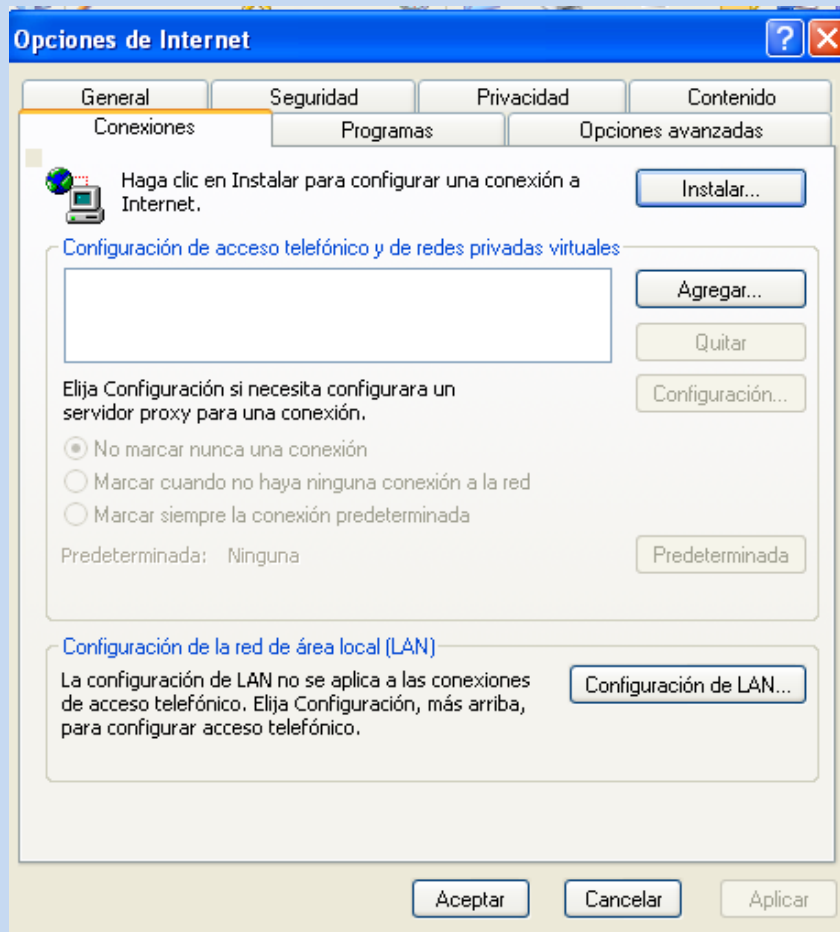 Opciones de Internet
General
Seguridad
Privacidad
Contenido
Conexiones
Programas
Opciones avanzadas
Haga clic en Instalar para configurar una conexión a
Internet.
Instalar...
Configuración de acceso telefónico y de redes privadas virtuales
Agregar...
Quitar
Elija Configuración si necesita configurara un
servidor proxy para una conexión.
Configuración...
No marcar nunca una conexión
Marcar cuando no haya ninguna conexión a la red
Marcar siempre la conexión predeterminada
Predeterminada: Ninguna
Predeterminada
Configuración de la red de área local (LAN)
La configuración de LAN no se aplica a las conexiones
de acceso telefónico. Elija Configuración, más arriba,
para configurar acceso telefónico.
Configuración de LAN...
Aceptar
Cancelar
Aplicar